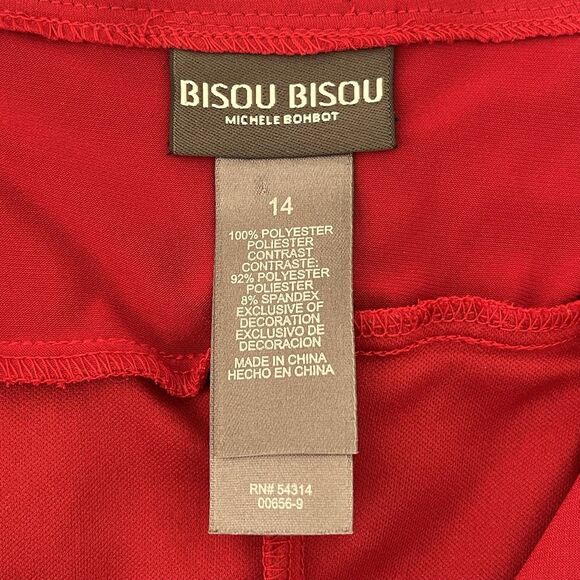 BISOU BISOU
MICHELE BOHBOT
14
100% POLYESTER
POLIESTER
CONTRAST
CONTRASTE:
92% POLYESTER
POLIESTER
8% SPANDEX
EXCLUSIVE OF
DECORATION
EXCLUSIVO DE
DECORACION
MADE IN CHINA
HECHO EN CHINA
RN# 54314
00656-9